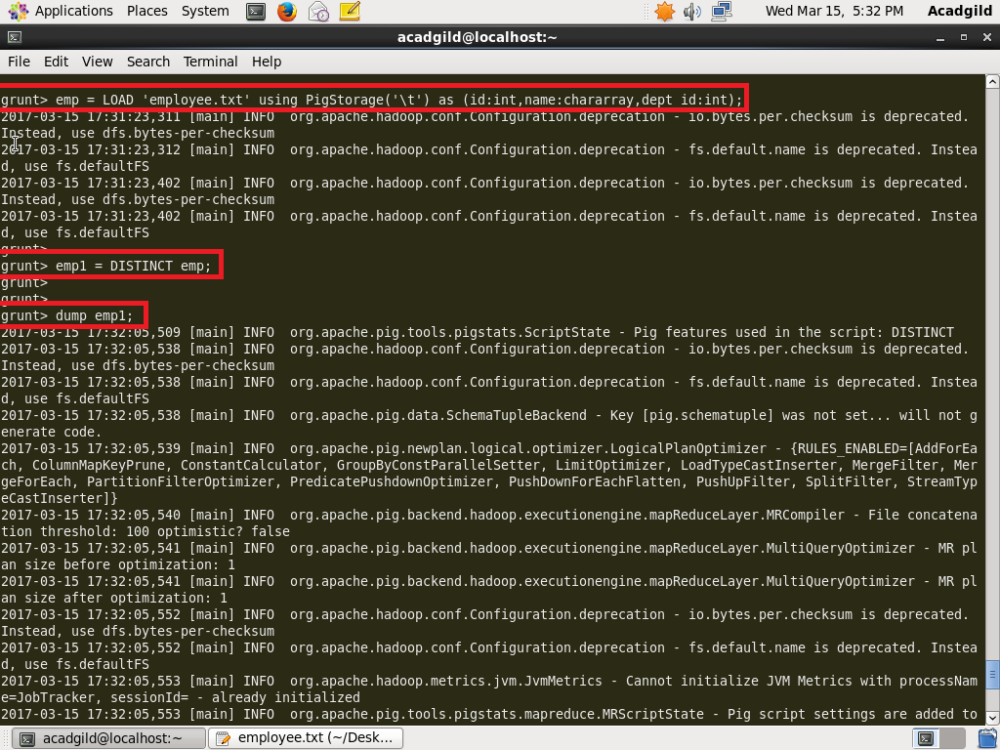 Applications Places System Wed Mar 15, 5:32 PM Acadgild
acadgild@localhost:~
File Edit View Search Terminal Help
grunt> emp = LOAD 'employee.txt' using PigStorage('\t') as (id:int,name:chararray,dept id:int);
2017-03-15 17:31:23,311 [main] INFO  org.apache.hadoop.conf.Configuration.deprecation - io.bytes.per.checksum is deprecated.
Instead, use dfs.bytes-per-checksum
2017-03-15 17:31:23,312 [main] INFO  org.apache.hadoop.conf.Configuration.deprecation - fs.default.name is deprecated. Instea
d, use fs.defaultFS
2017-03-15 17:31:23,402 [main] INFO  org.apache.hadoop.conf.Configuration.deprecation - io.bytes.per.checksum is deprecated.
Instead, use dfs.bytes-per-checksum
2017-03-15 17:31:23,402 [main] INFO  org.apache.hadoop.conf.Configuration.deprecation - fs.default.name is deprecated. Instea
d, use fs.defaultFS
grunt>
grunt> emp1 = DISTINCT emp;
grunt>
grunt>
grunt> dump emp1;
2017-03-15 17:32:05,509 [main] INFO  org.apache.pig.tools.pigstats.ScriptState - Pig features used in the script: DISTINCT
2017-03-15 17:32:05,538 [main] INFO  org.apache.hadoop.conf.Configuration.deprecation - io.bytes.per.checksum is deprecated.
Instead, use dfs.bytes-per-checksum
2017-03-15 17:32:05,538 [main] INFO  org.apache.hadoop.conf.Configuration.deprecation - fs.default.name is deprecated. Instea
d, use fs.defaultFS
2017-03-15 17:32:05,538 [main] INFO  org.apache.pig.data.SchemaTupleBackend - Key [pig.schematuple] was not set... will not g
enerate code.
2017-03-15 17:32:05,539 [main] INFO  org.apache.pig.newplan.logical.optimizer.LogicalPlanOptimizer - {RULES_ENABLED=[AddForEa
ch, ColumnMapKeyPrune, ConstantCalculator, GroupByConstParallelSetter, LimitOptimizer, LoadTypeCastInserter, MergeFilter, Mer
geForEach, PartitionFilterOptimizer, PredicatePushdownOptimizer, PushDownForEachFlatten, PushUpFilter, SplitFilter, StreamTyp
eCastInserter]}
2017-03-15 17:32:05,540 [main] INFO  org.apache.pig.backend.hadoop.executionengine.mapReduceLayer.MRCompiler - File concatena
tion threshold: 100 optimistic? false
2017-03-15 17:32:05,541 [main] INFO  org.apache.pig.backend.hadoop.executionengine.mapReduceLayer.MultiQueryOptimizer - MR pl
an size before optimization: 1
2017-03-15 17:32:05,541 [main] INFO  org.apache.pig.backend.hadoop.executionengine.mapReduceLayer.MultiQueryOptimizer - MR pl
an size after optimization: 1
2017-03-15 17:32:05,552 [main] INFO  org.apache.hadoop.conf.Configuration.deprecation - io.bytes.per.checksum is deprecated.
Instead, use dfs.bytes-per-checksum
2017-03-15 17:32:05,552 [main] INFO  org.apache.hadoop.conf.Configuration.deprecation - fs.default.name is deprecated. Instea
d, use fs.defaultFS
2017-03-15 17:32:05,553 [main] INFO  org.apache.hadoop.metrics.jvm.JvmMetrics - Cannot initialize JVM Metrics with processNam
e=JobTracker, sessionId= - already initialized
2017-03-15 17:32:05,553 [main] INFO  org.apache.pig.tools.pigstats.mapreduce.MRScriptState - Pig script settings are added to
acadgild@localhost:~ employee.txt (~/Desk...